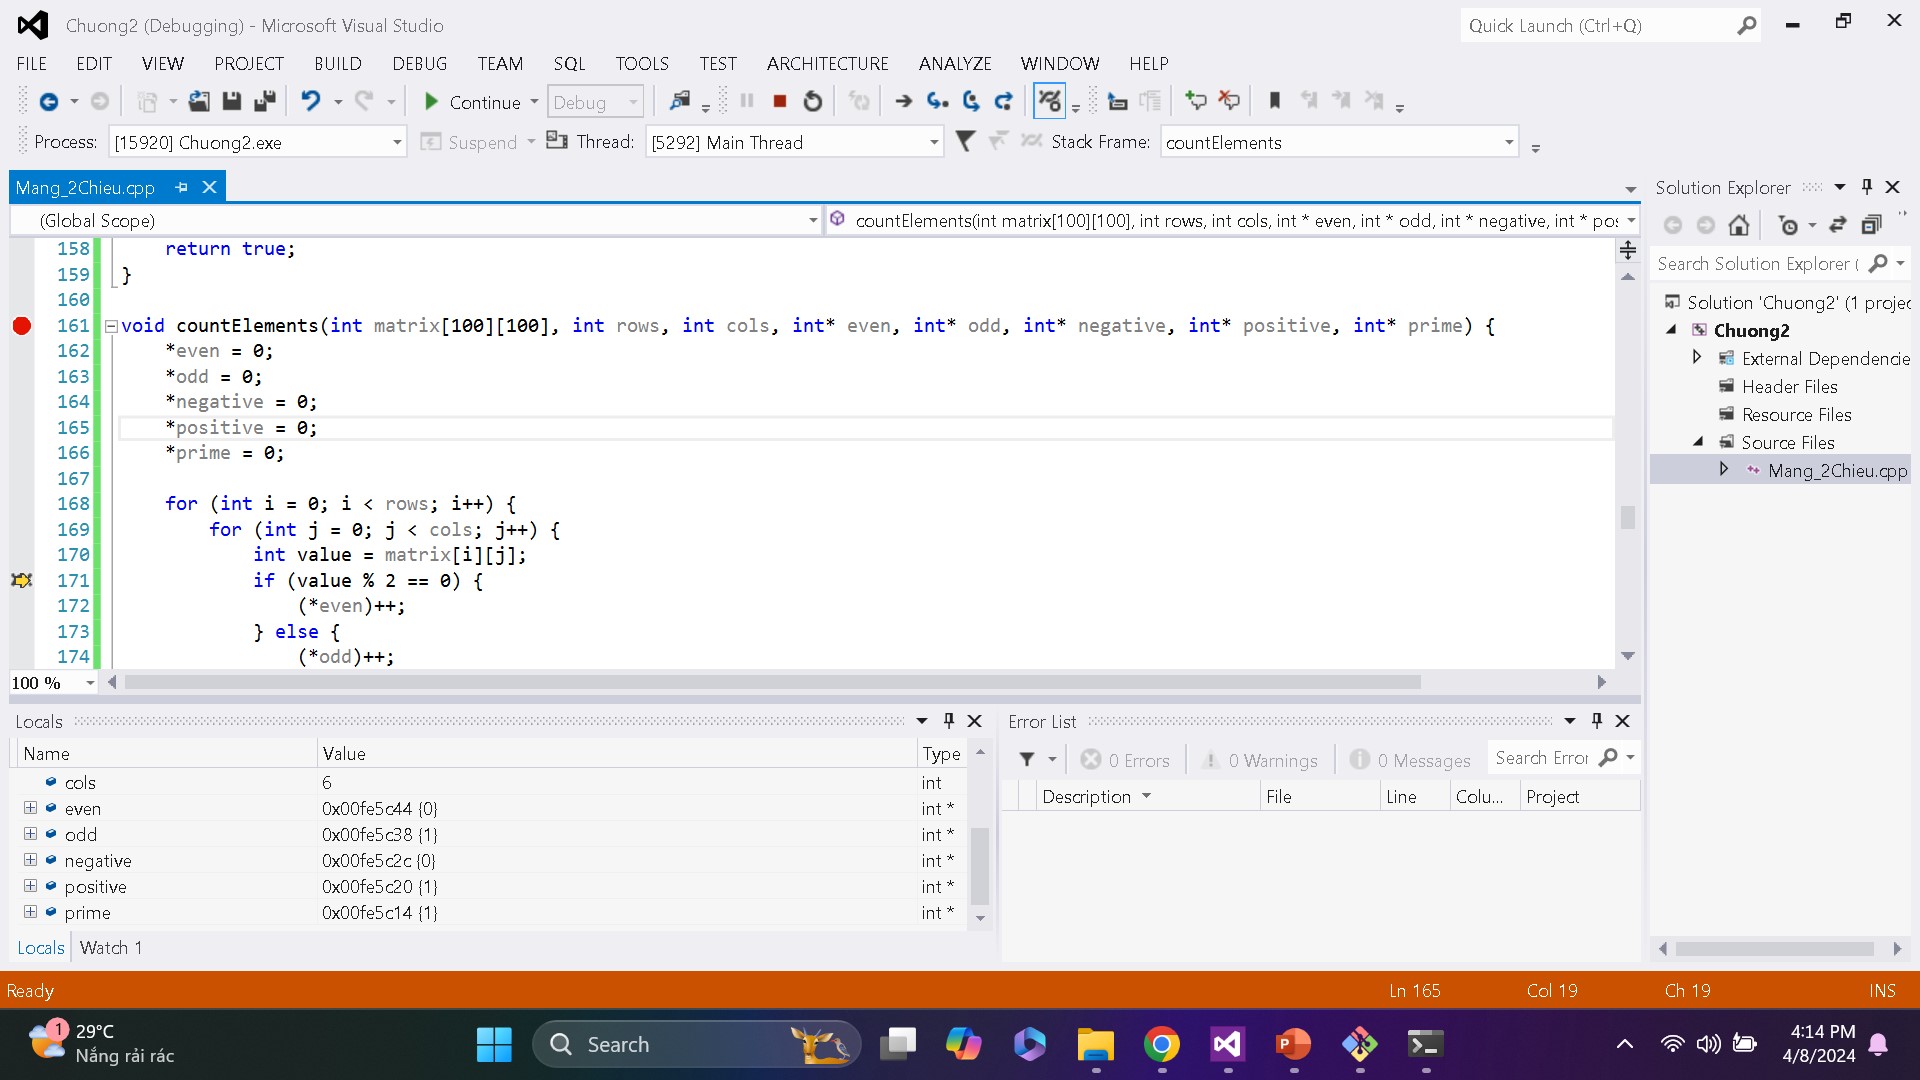 Chuong2 (Debugging) - Microsoft Visual Studio
Quick Launch (Ctrl+Q)
FILE EDIT VIEW PROJECT BUILD DEBUG TEAM SQL TOOLS TEST ARCHITECTURE ANALYZE WINDOW HELP
Continue Debug
Process: [15920] Chuong2.exe Suspend Thread: [5292] Main Thread Stack Frame: countElements
Mang_2Chieu.cpp
(Global Scope) countElements(int matrix[100][100], int rows, int cols, int * even, int * odd, int * negative, int * pos
158 return true;
159 }
160
161 void countElements(int matrix[100][100], int rows, int cols, int* even, int* odd, int* negative, int* positive, int* prime) {
162 *even = 0;
163 *odd = 0;
164 *negative = 0;
165 *positive = 0;
166 *prime = 0;
167
168 for (int i = 0; i < rows; i++) {
169 for (int j = 0; j < cols; j++) {
170 int value = matrix[i][j];
171 if (value % 2 == 0) {
172 (*even)++;
173 } else {
174 (*odd)++;
100 %
Solution Explorer
Search Solution Explorer (
Solution 'Chuong2' (1 projec
Chuong2
External Dependencie
Header Files
Resource Files
Source Files
Mang_2Chieu.cpp
Locals
Name Value Type
cols 6 int
even 0x00fe5c44 {0} int *
odd 0x00fe5c38 {1} int *
negative 0x00fe5c2c {0} int *
positive 0x00fe5c20 {1} int *
prime 0x00fe5c14 {1} int *
Locals Watch 1
Error List
0 Errors 0 Warnings 0 Messages Search Error
Description File Line Colu... Project
Ready Ln 165 Col 19 Ch 19 INS
1
29°C
Nắng rải rác
Search
4:14 PM
4/8/2024